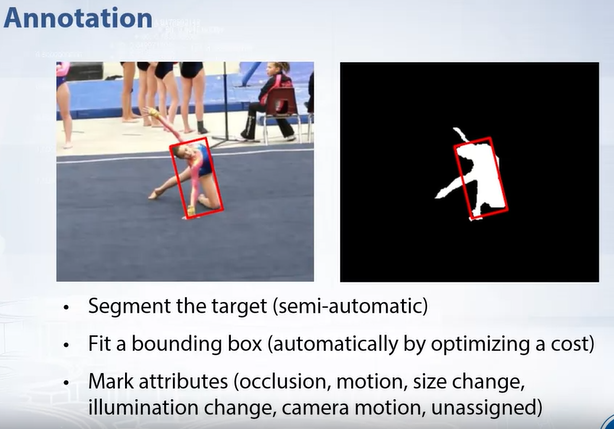 Annotation
• Segment the target (semi-automatic)
• Fit a bounding box (automatically by optimizing a cost)
• Mark attributes (occlusion, motion, size change,
illumination change, camera motion, unassigned)